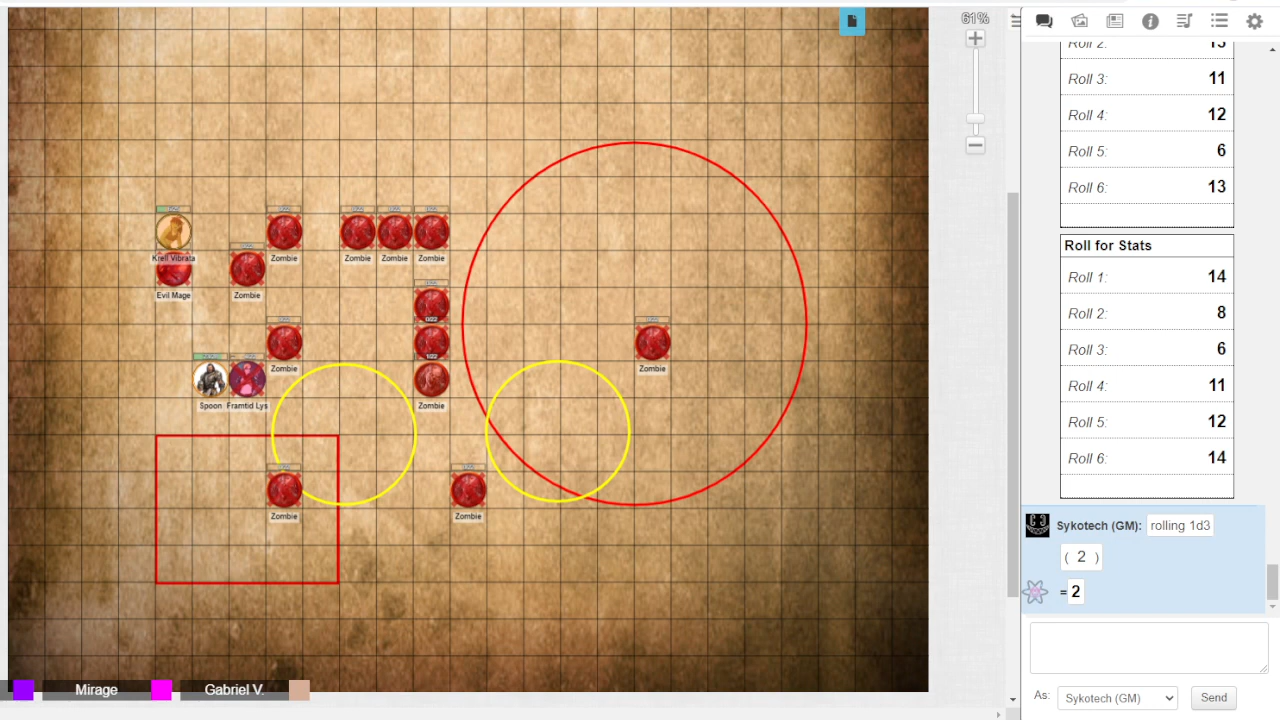 61%
Roll 2:
Roll 3: 11
Roll 4: 12
Roll 5: 6
Roll 6: 13
Roll for Stats
Roll 1: 14
Roll 2: 8
Roll 3: 6
Roll 4: 11
Roll 5: 12
Roll 6: 14
Sykotech (GM): rolling 1d3
( 2 )
=2
As: Sykotech (GM) Send
Krell Vibrata
Zombie
Zombie
Zombie
Zombie
Evil Mage
Zombie
Zombie
Zombie
Spoon
Framtid Lys
Zombie
Zombie
Zombie
Mirage
Gabriel V.